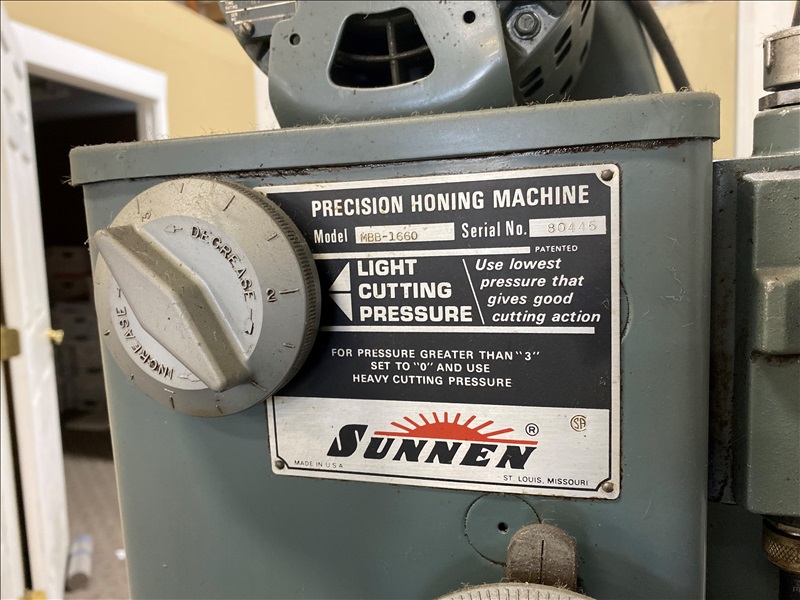 PRECISION HONING MACHINE
Model MBB-1660 Serial No. 80445
PATENTED
LIGHT
CUTTING
PRESSURE
Use lowest
pressure that
gives good
cutting action
FOR PRESSURE GREATER THAN "3"
SET TO "0" AND USE
HEAVY CUTTING PRESSURE
SUNNEN ®
MADE IN U.S.A
ST. LOUIS, MISSOURI
DECREASE
INCREASE
3
2